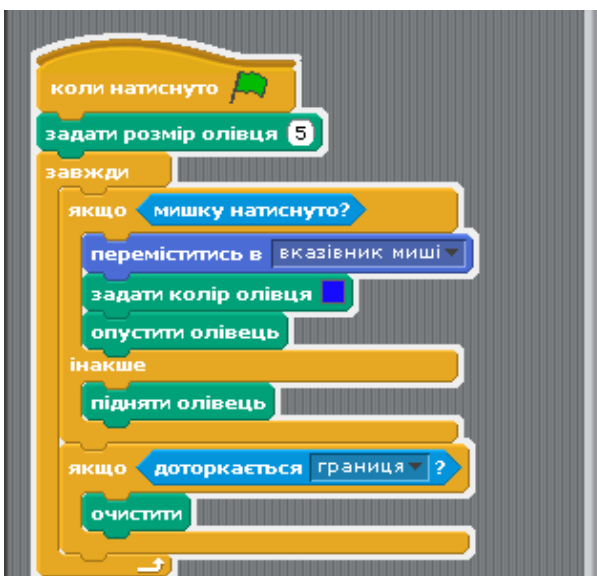 коли натиснуто
задати розмір олівця 5
завжди
якщо мишку натиснуто?
переміститись в вказівник миші
задати колір олівця
опустити олівець
інакше
підняти олівець
якщо доторкається границя ?
очистити